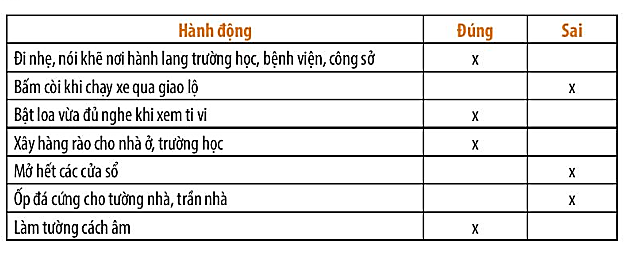 Hành động Đúng Sai
Đi nhẹ, nói khẽ nơi hành lang trường học, bệnh viện, công sở x
Bấm còi khi chạy xe qua giao lộ x
Bật loa vừa đủ nghe khi xem ti vi x
Xây hàng rào cho nhà ở, trường học x
Mở hết các cửa sổ x
Ốp đá cứng cho tường nhà, trần nhà x
Làm tường cách âm x